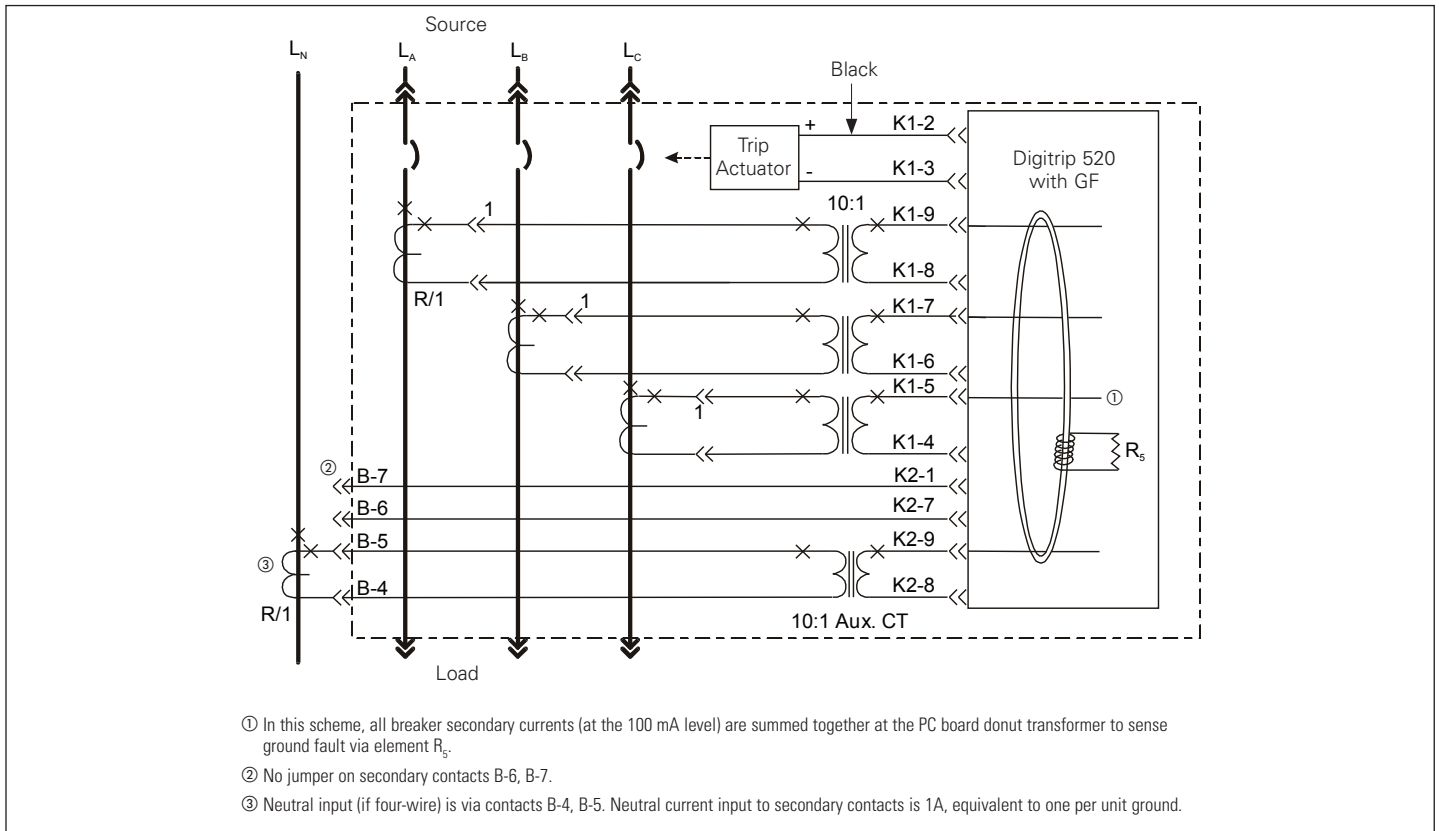 Source
L_N L_A L_B L_C
Black
+ K1-2
Trip Actuator
- K1-3
Digitrip 520 with GF
1 10:1 K1-9
K1-8
R/1
1 K1-7
K1-6
K1-5
1 ①
K1-4
R₅
② B-7 K2-1
B-6 K2-7
B-5 K2-9
③
B-4 K2-8
R/1
10:1 Aux. CT
Load
① In this scheme, all breaker secondary currents (at the 100 mA level) are summed together at the PC board donut transformer to sense
ground fault via element R₅.
② No jumper on secondary contacts B-6, B-7.
③ Neutral input (if four-wire) is via contacts B-4, B-5. Neutral current input to secondary contacts is 1A, equivalent to one per unit ground.